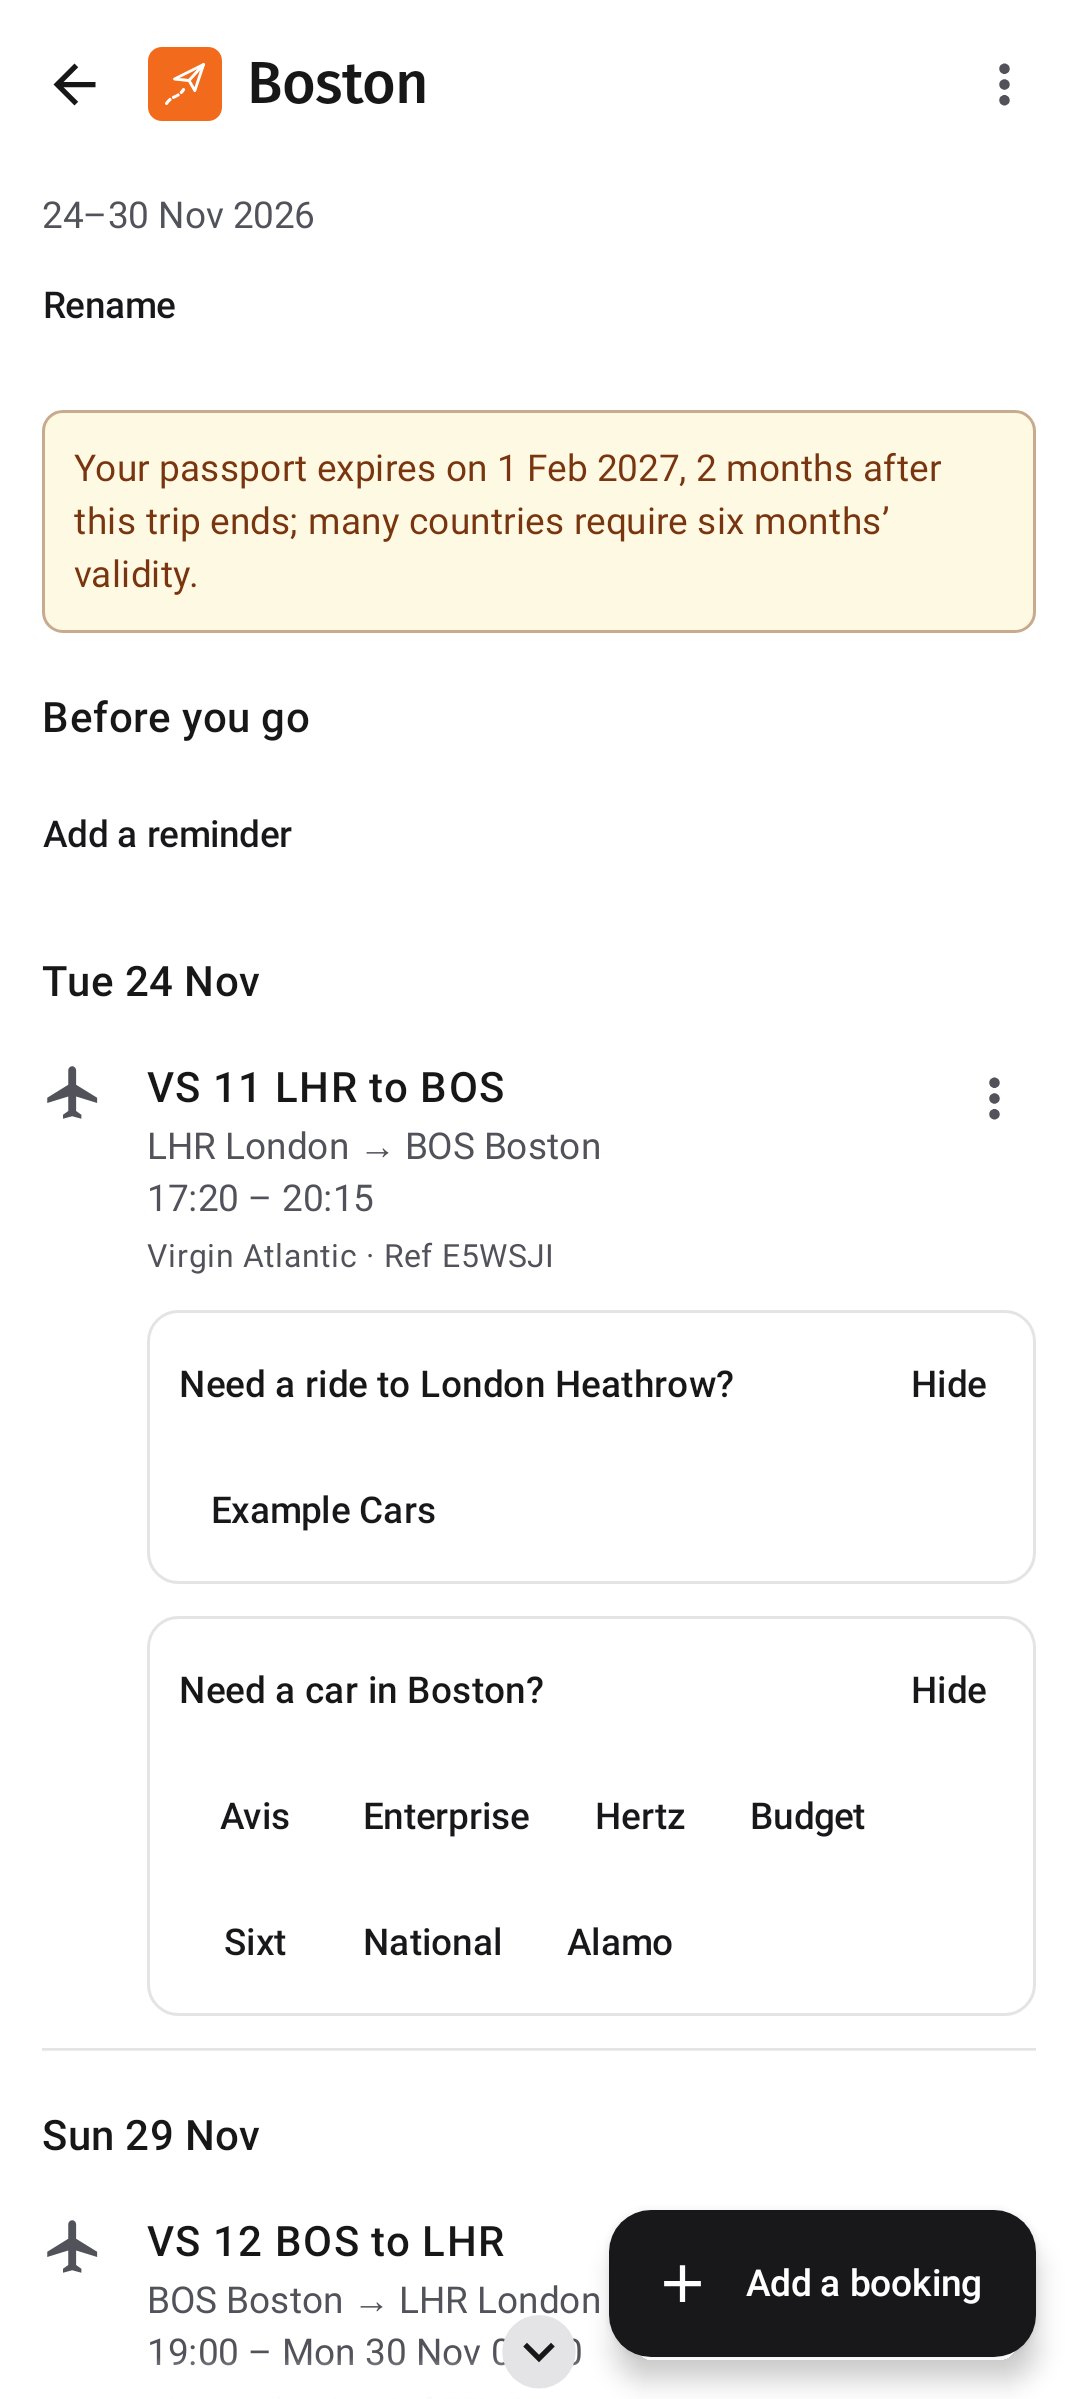 Boston
24–30 Nov 2026
Rename
Your passport expires on 1 Feb 2027, 2 months after
this trip ends; many countries require six months’
validity.
Before you go
Add a reminder
Tue 24 Nov
VS 11 LHR to BOS
LHR London → BOS Boston
17:20 – 20:15
Virgin Atlantic · Ref E5WSJI
Need a ride to London Heathrow?
Hide
Example Cars
Need a car in Boston?
Hide
Avis Enterprise Hertz Budget
Sixt National Alamo
Sun 29 Nov
VS 12 BOS to LHR
BOS Boston → LHR London
19:00 – Mon 30 Nov
Add a booking